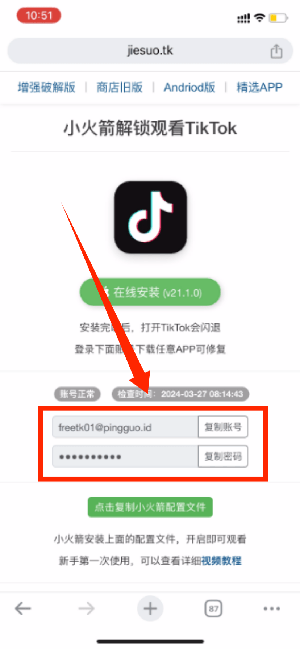 10:51
jiesuo.tk
增强破解版 | 商店旧版 | Andriod版 | 精选APP
小火箭解锁观看TikTok
在线安装 (v21.1.0)
安装完后，打开TikTok会闪退
登录下面账号下载任意APP可修复
账号正常 检查时间：2024-03-27 08:14:43
freetk01@pingguo.id 复制账号
●●●●●●●●●● 复制密码
点击复制小火箭配置文件
小火箭安装上面的配置文件，开启即可观看
新手第一次使用，可以查看详细视频教程
87